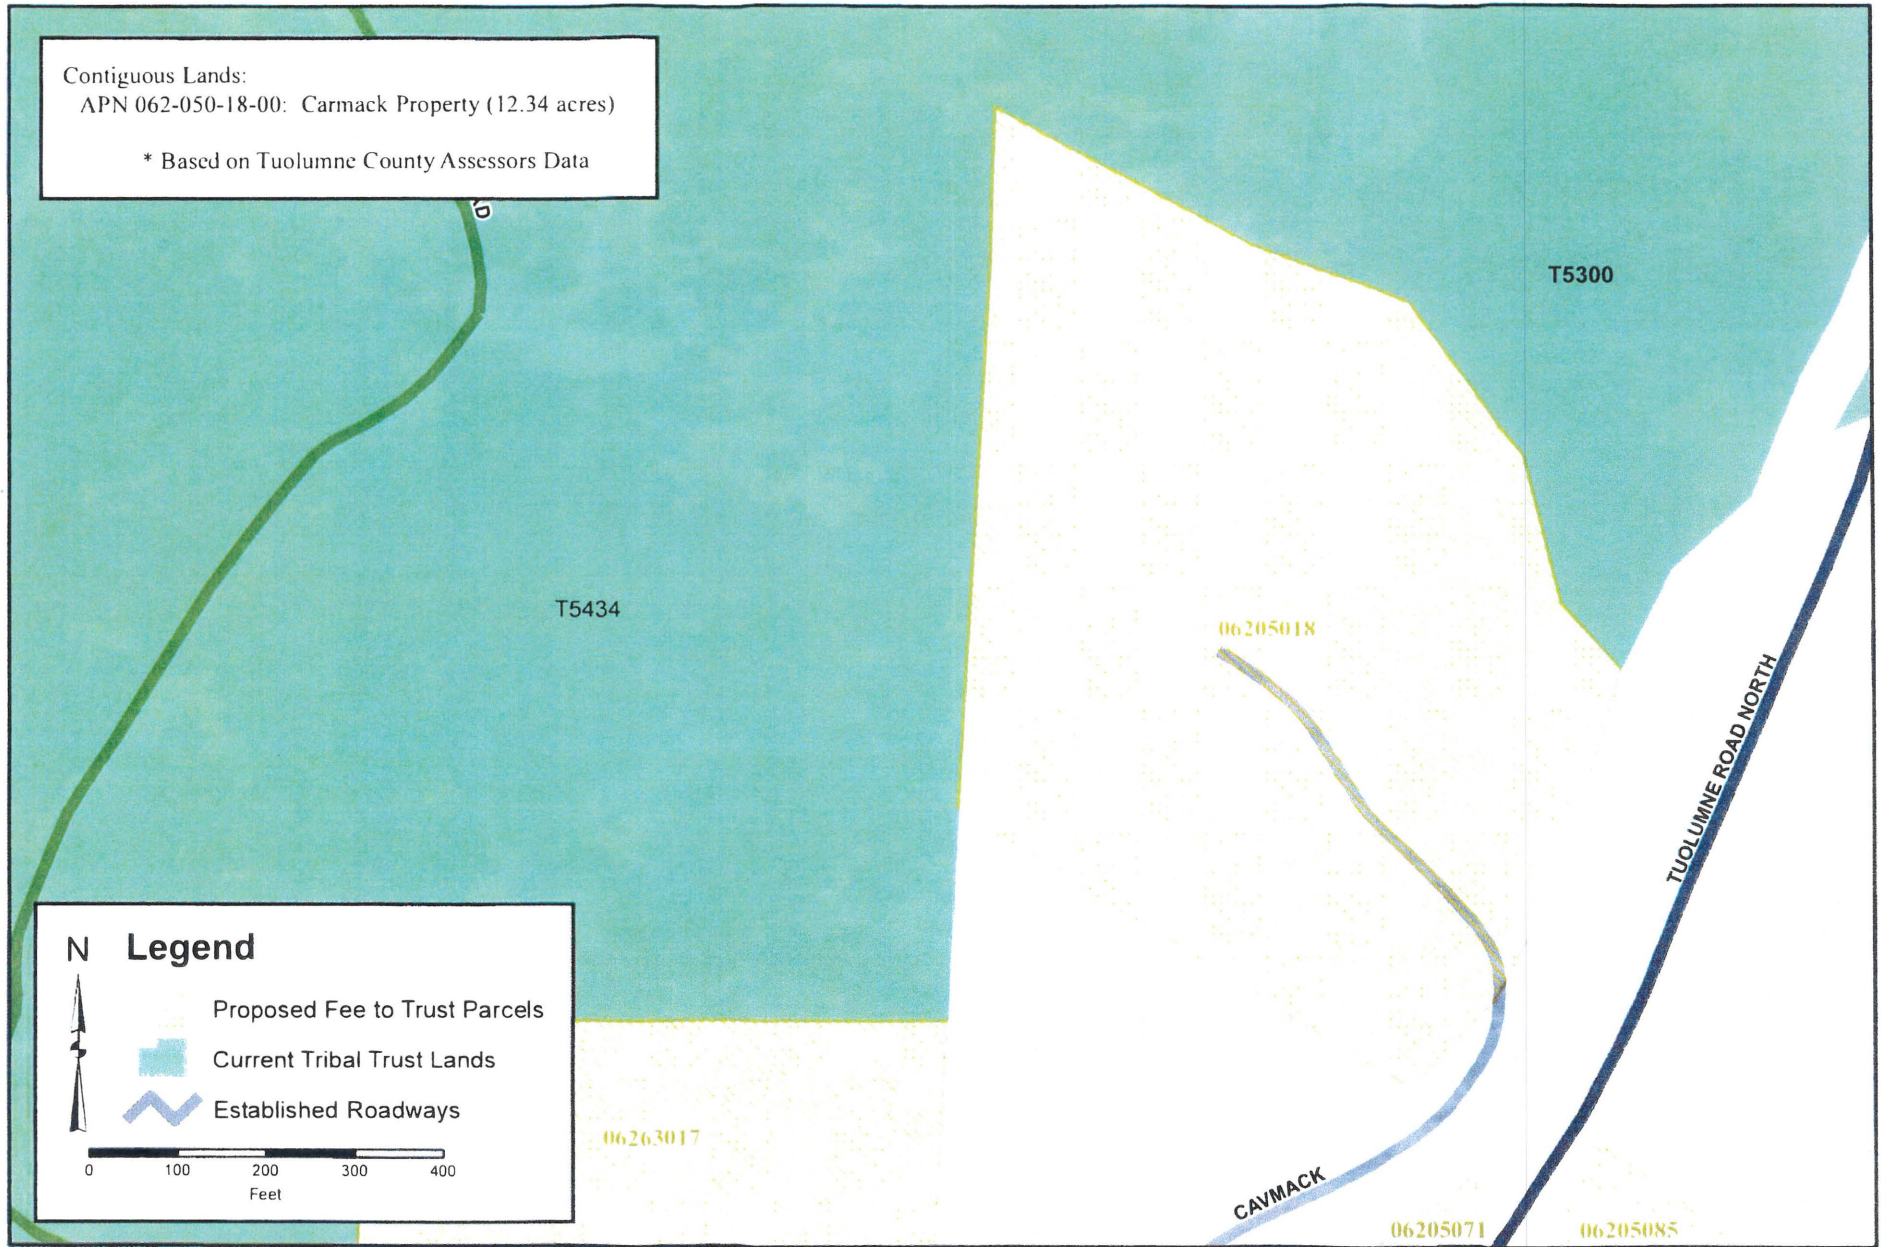 Contiguous Lands:
APN 062-050-18-00: Carmack Property (12.34 acres)
* Based on Tuolumne County Assessors Data
RD
T5300
T5434
06205018
TUOLUMNE ROAD NORTH
N
Legend
Proposed Fee to Trust Parcels
Current Tribal Trust Lands
Established Roadways
0 100 200 300 400
Feet
06263017
CAVMACK
06205071
06205085